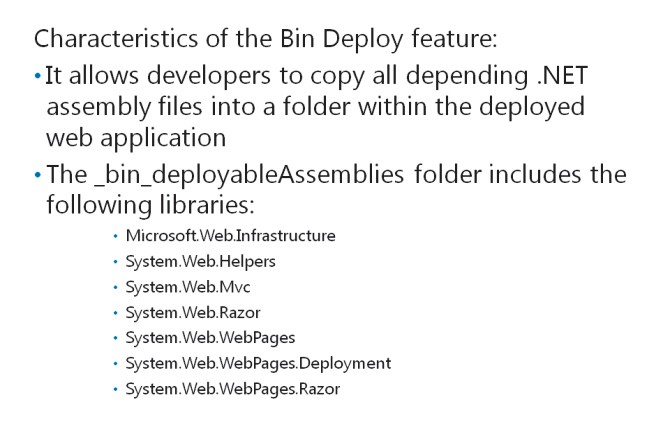 Characteristics of the Bin Deploy feature:
• It allows developers to copy all depending .NET
assembly files into a folder within the deployed
web application
• The _bin_deployableAssemblies folder includes the
following libraries:
• Microsoft.Web.Infrastructure
• System.Web.Helpers
• System.Web.Mvc
• System.Web.Razor
• System.Web.WebPages
• System.Web.WebPages.Deployment
• System.Web.WebPages.Razor